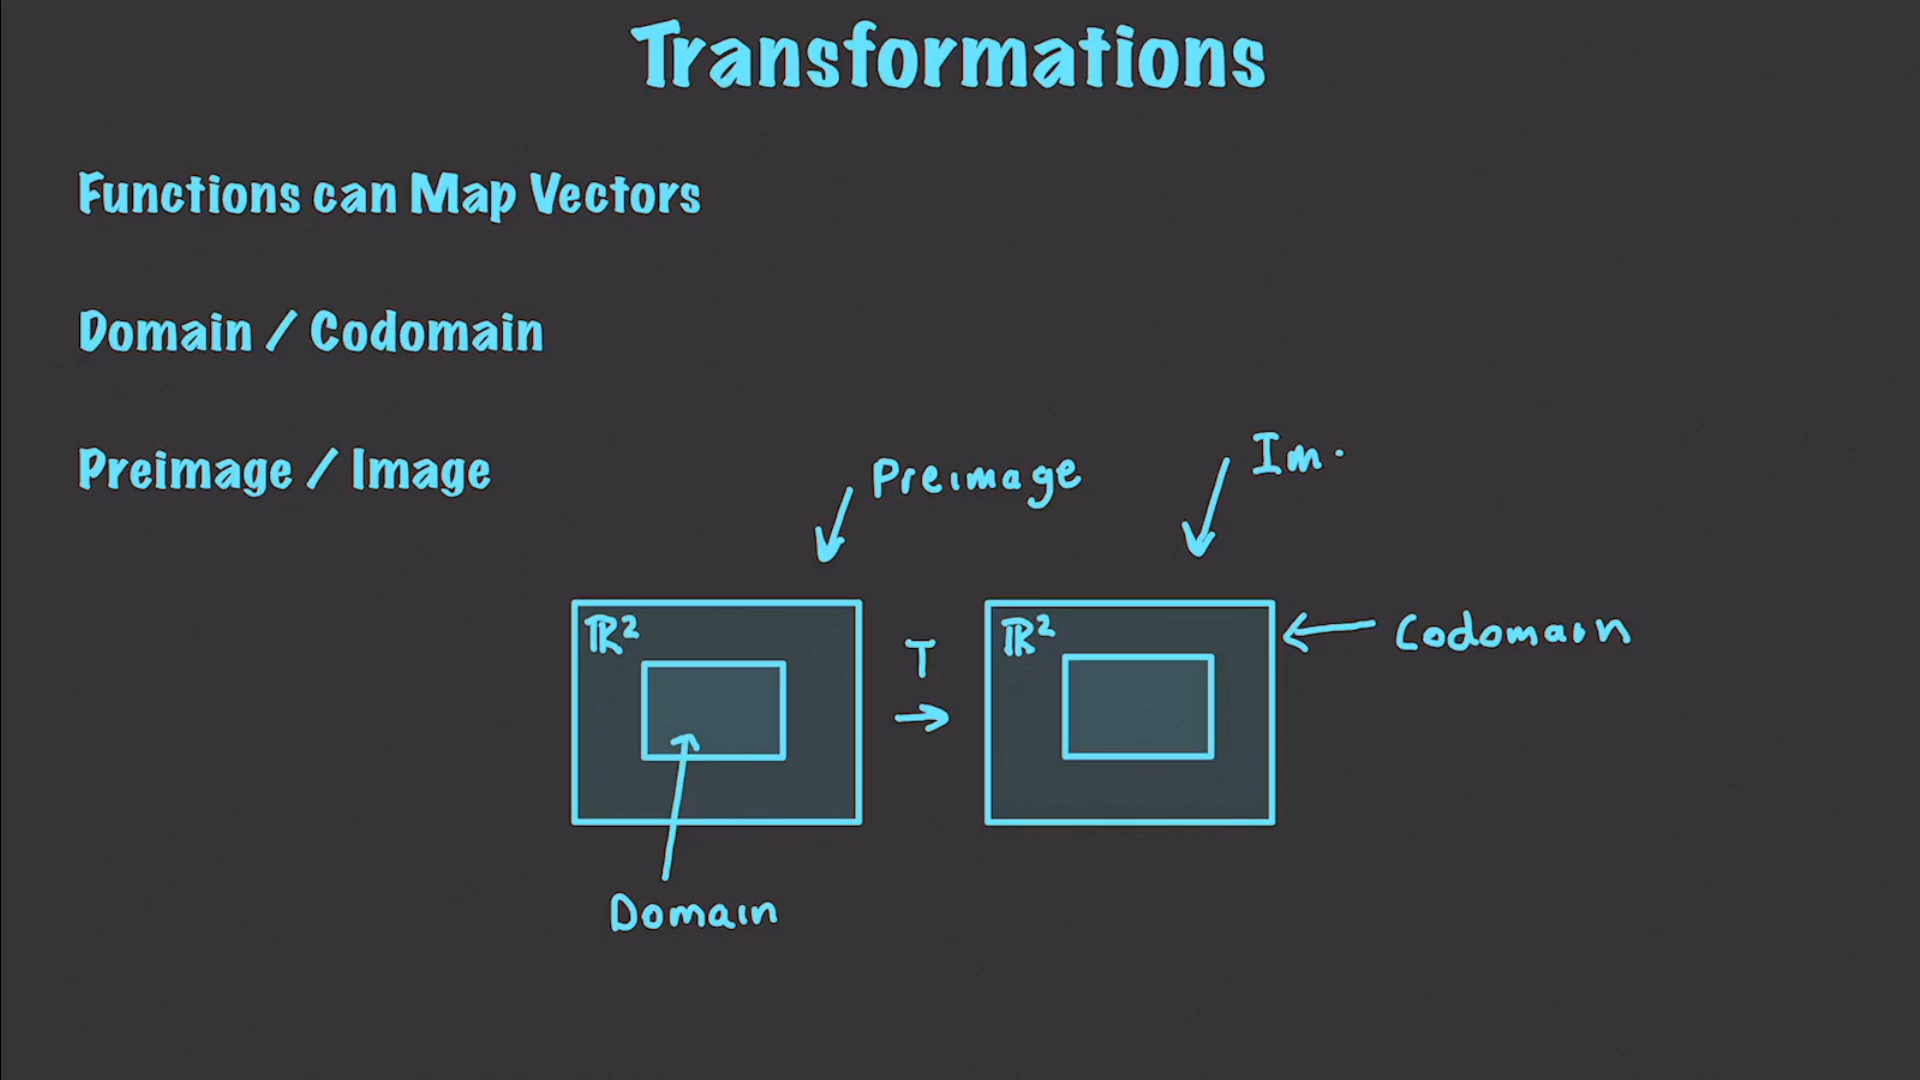 Transformations
Functions can Map Vectors
Domain / Codomain
Preimage / Image
Preimage
Im.
ℝ²
T
ℝ²
Codomain
Domain